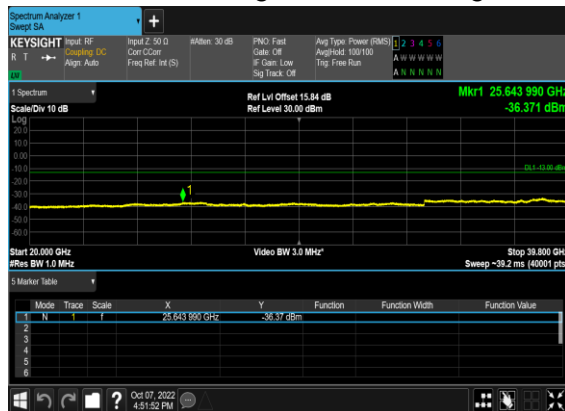 Spectrum Analyzer 1
Swept SA
KEYSIGHT Input: RF Input Z: 50 Ω #Atten: 30 dB PNO: Fast Avg Type: Power (RMS) 1 2 3 4 5 6
R T Coupling: DC Corr CCorr Gate: Off Avg|Hold: 100/100 A W W W W W
Align: Auto Freq Ref: Int (S) IF Gain: Low Trig: Free Run
Sig Track: Off A N N N N N
1 Spectrum
Scale/Div 10 dB
Ref Lvl Offset 15.84 dB
Ref Level 30.00 dBm
Mkr1 25.643 990 GHz
-36.371 dBm
Log
20.0
10.0
0.00
-10.0
DL1 -13.00 dBm
-20.0
-30.0
1
-40.0
-50.0
-60.0
Start 20.000 GHz Video BW 3.0 MHz* Stop 39.800 GHz
#Res BW 1.0 MHz Sweep ~39.2 ms (40001 pts)
5 Marker Table
Mode Trace Scale X Y Function Function Width Function Value
1 N 1 f 25.643 990 GHz -36.37 dBm
2
3
4
5
6
? Oct 07, 2022
4:51:52 PM